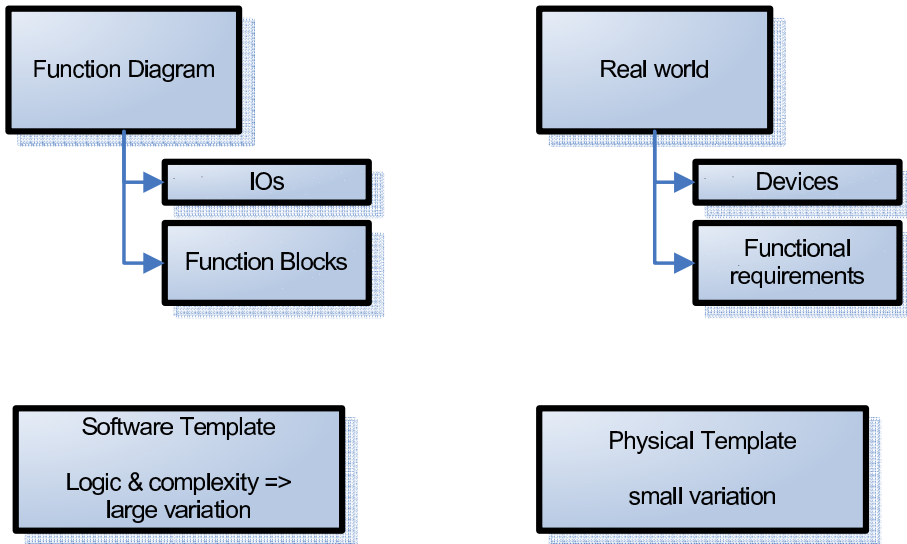 Function Diagram
IOs
Function Blocks
Real world
Devices
Functional
requirements
Software Template
Logic & complexity =>
large variation
Physical Template
small variation